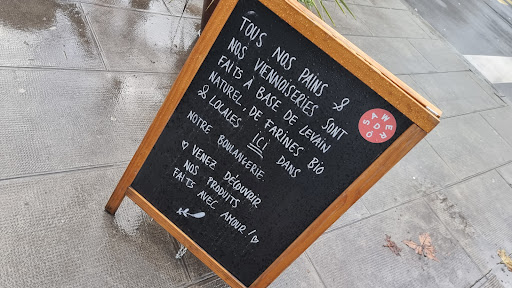 TOUS NOS PAINS &
NOS VIENNOISERIES SONT
FAITS À BASE DE LEVAIN
NATUREL, DE FARINES BIO
& LOCALES ICI DANS
NOTRE BOULANGERIE.
♡ VENEZ DÉCOUVRIR
NOS PRODUITS
FAITS AVEC AMOUR! ♡